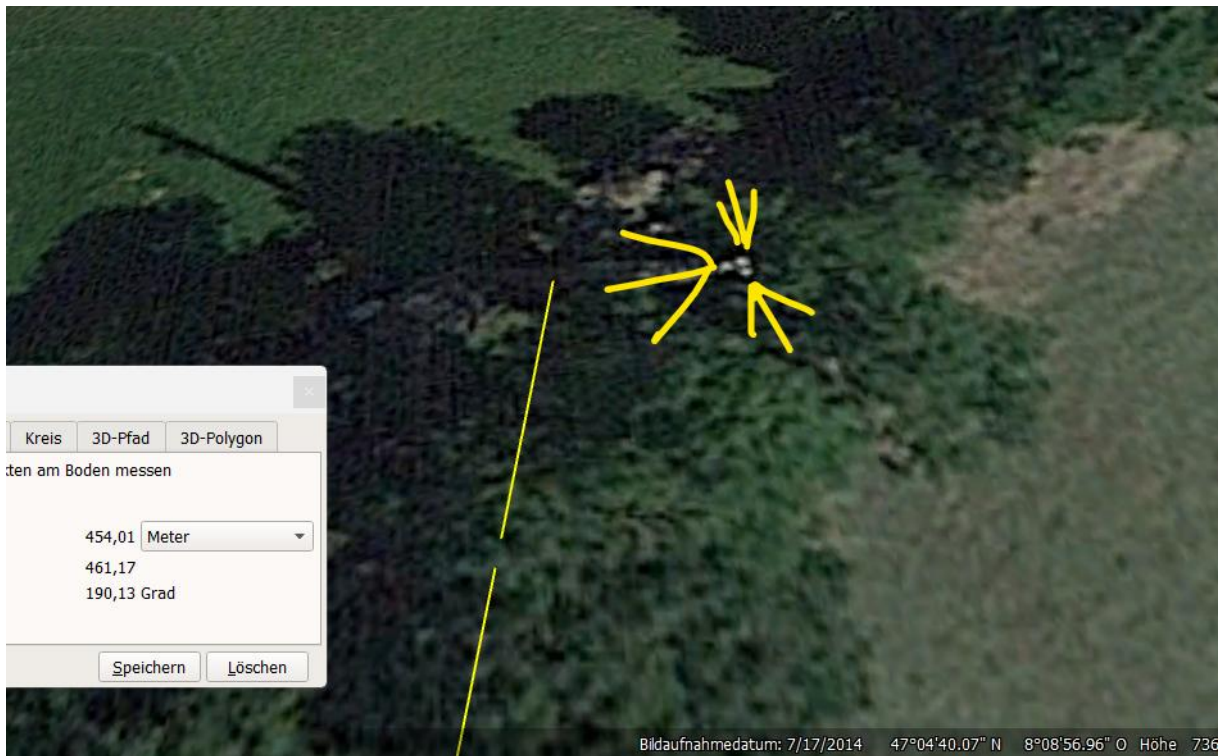 Kreis 3D-Pfad 3D-Polygon
kten am Boden messen
454,01 Meter
461,17
190,13 Grad
Speichern Löschen
Bildaufnahmedatum: 7/17/2014 47°04'40.07" N 8°08'56.96" O Höhe 736